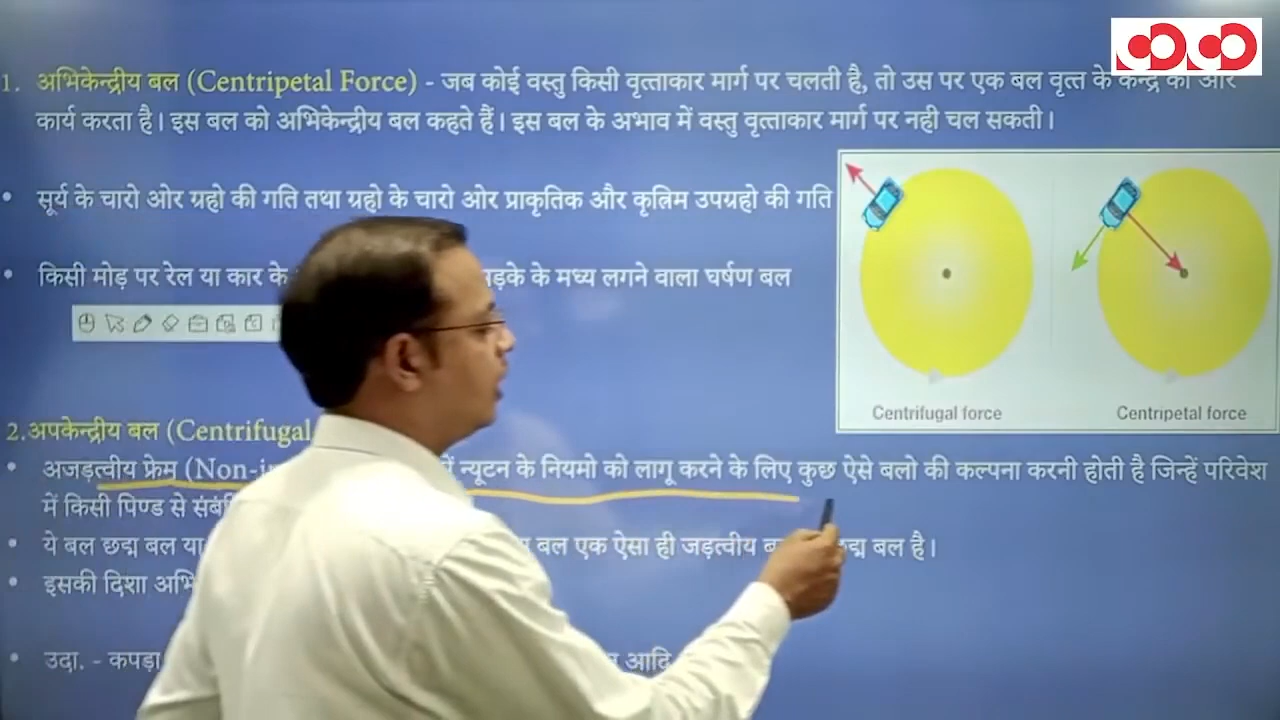 1. अभिकेन्द्रीय बल (Centripetal Force) - जब कोई वस्तु किसी वृत्ताकार मार्ग पर चलती है, तो उस पर एक बल वृत्त के केन्द्र की ओर
कार्य करता है। इस बल को अभिकेन्द्रीय बल कहते हैं। इस बल के अभाव में वस्तु वृत्ताकार मार्ग पर नही चल सकती।
• सूर्य के चारो ओर ग्रहो की गति तथा ग्रहो के चारो ओर प्राकृतिक और कृत्रिम उपग्रहो की गति
• किसी मोड़ पर रेल या कार के लगने वाला घर्षण बल के मध्य
Centrifugal force
Centripetal force
2.अपकेन्द्रीय बल (Centrifugal
• अजड़त्वीय फ्रेम (Non-in न्यूटन के नियमो को लागू करने के लिए कुछ ऐसे बलो की कल्पना करनी होती है जिन्हें परिवेश
में किसी पिण्ड से
• ये बल छद्म बल या बल एक ऐसा ही जड़त्वीय बल है।
• इसकी दिशा
• उदा. - कपड़ा आदि